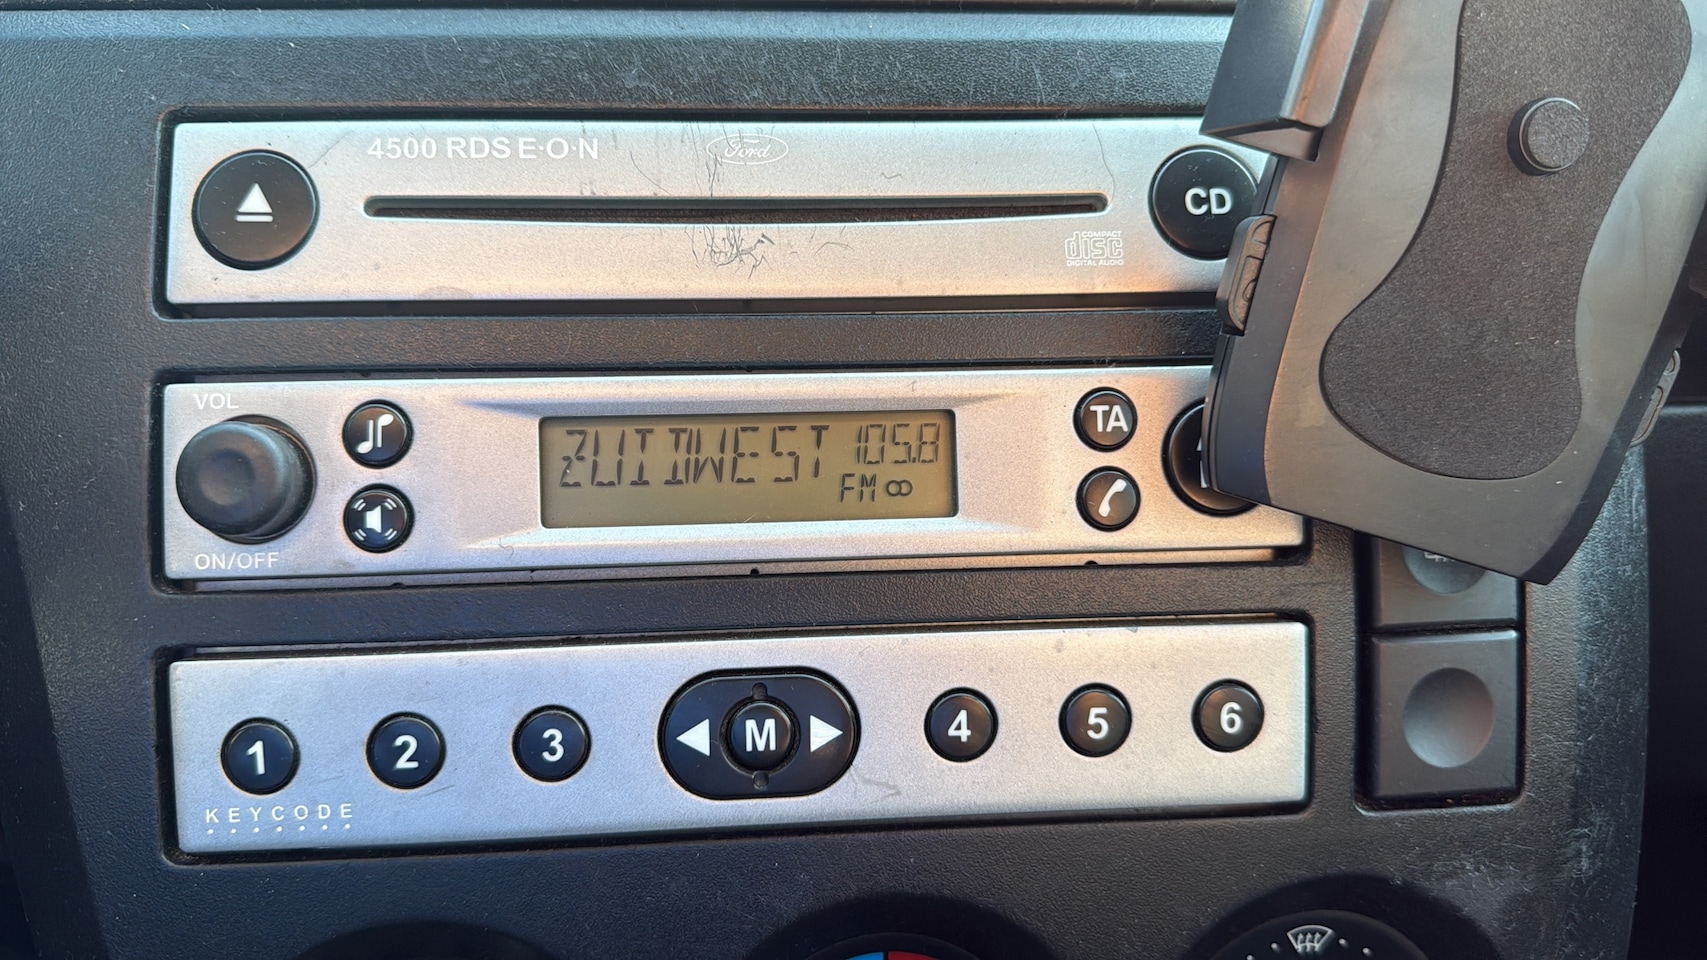 4500 RDS E·O·N
Ford
CD
COMPACT
disc
DIGITAL AUDIO
VOL
ZUIDWEST 105.8
FM
TA
ON/OFF
1 2 3 M 4 5 6
KEYCODE